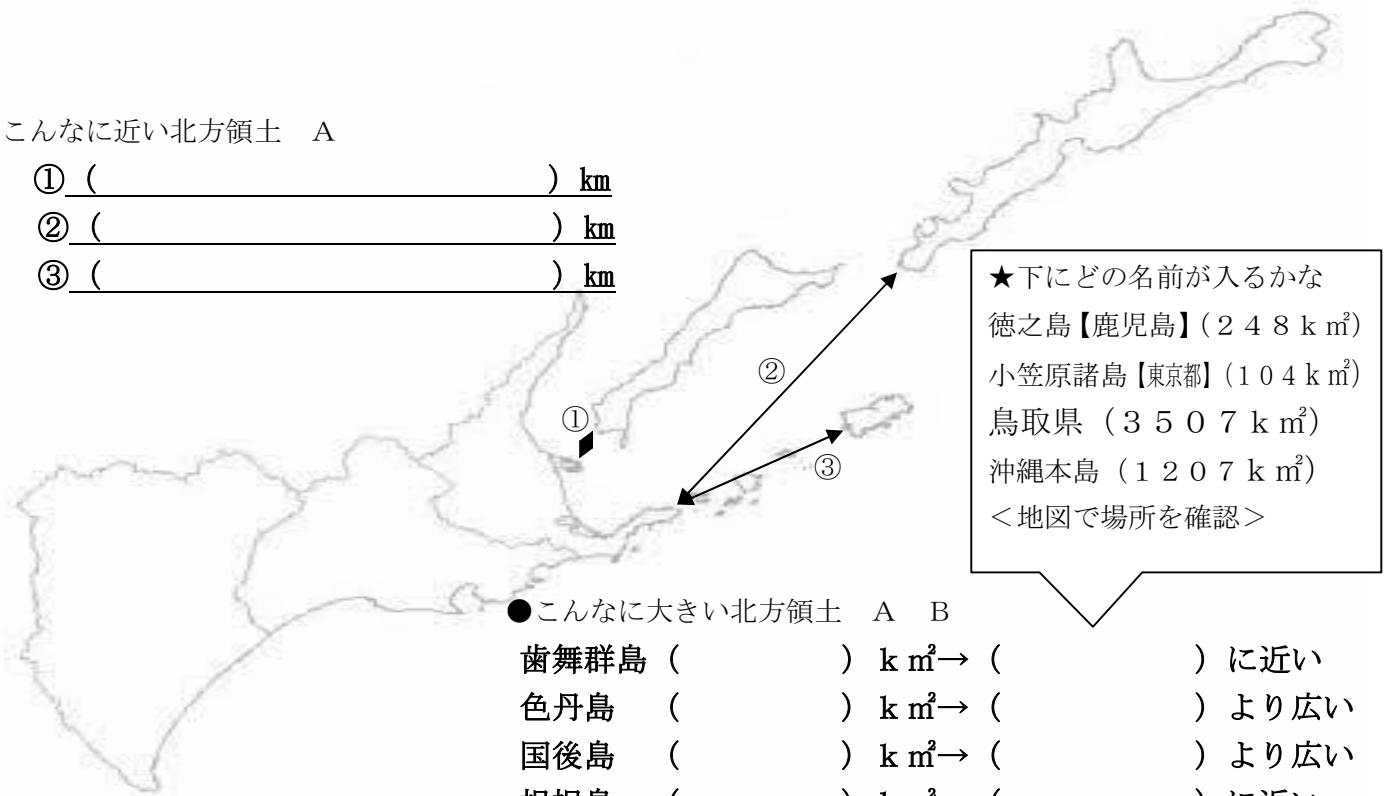 こんなに近い北方領土　A
①（　　　　　　　　　　）km
②（　　　　　　　　　　）km
③（　　　　　　　　　　）km
①
②
③
★下にどの名前が入るかな
徳之島【鹿児島】（２４８ｋ㎡）
小笠原諸島【東京都】（１０４ｋ㎡）
鳥取県（３５０７ｋ㎡）
沖縄本島（１２０７ｋ㎡）
＜地図で場所を確認＞
●こんなに大きい北方領土　A　B
歯舞群島（　　　　）ｋ㎡→（　　　　　）に近い
色丹島　（　　　　）ｋ㎡→（　　　　　）より広い
国後島　（　　　　）ｋ㎡→（　　　　　）より広い